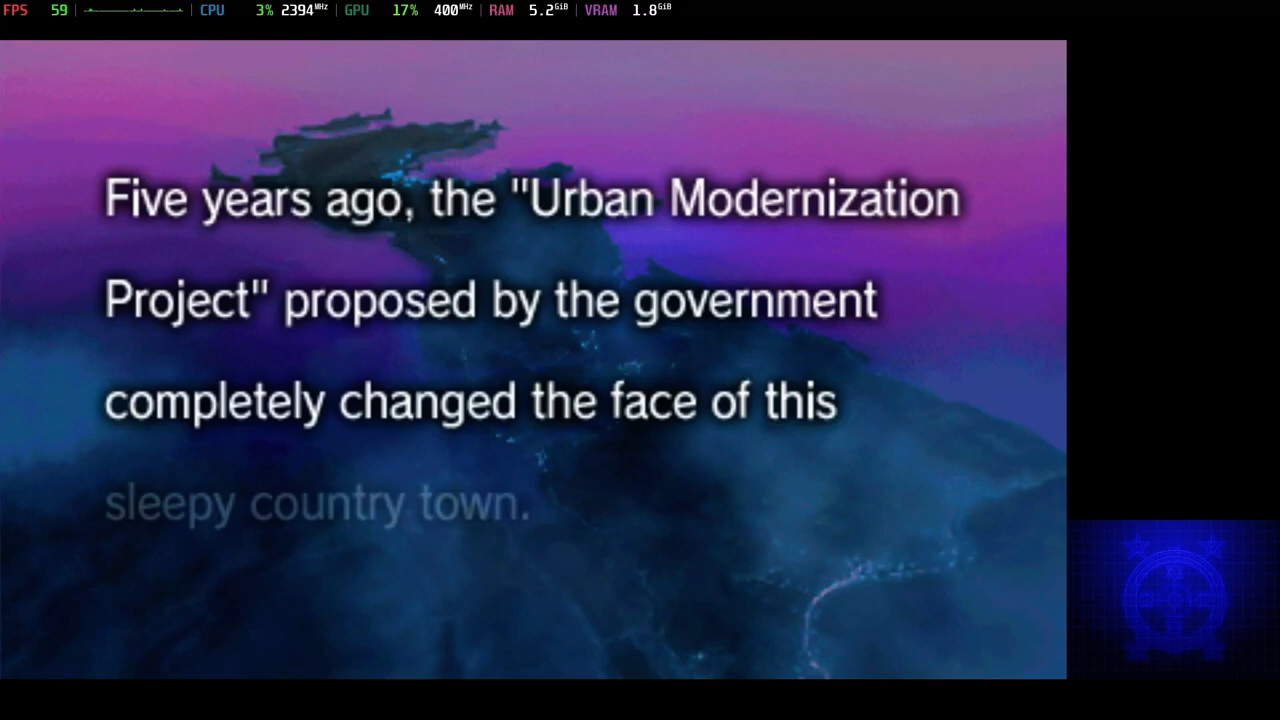 FPS 59 CPU 3% 2394MHz GPU 17% 400MHz RAM 5.2GiB VRAM 1.8GiB
Five years ago, the "Urban Modernization
Project" proposed by the government
completely changed the face of this
sleepy country town.